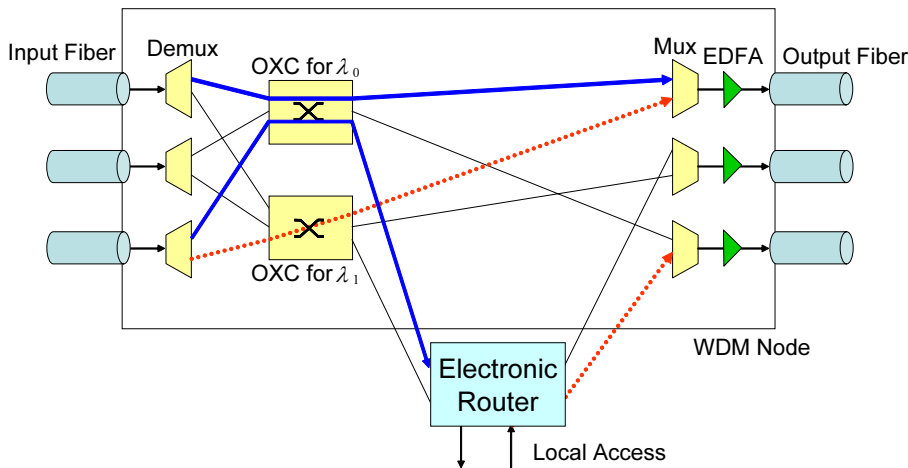 Input Fiber
Demux
OXC for λ₀
Mux
EDFA
Output Fiber
OXC for λ₁
WDM Node
Electronic
Router
Local Access